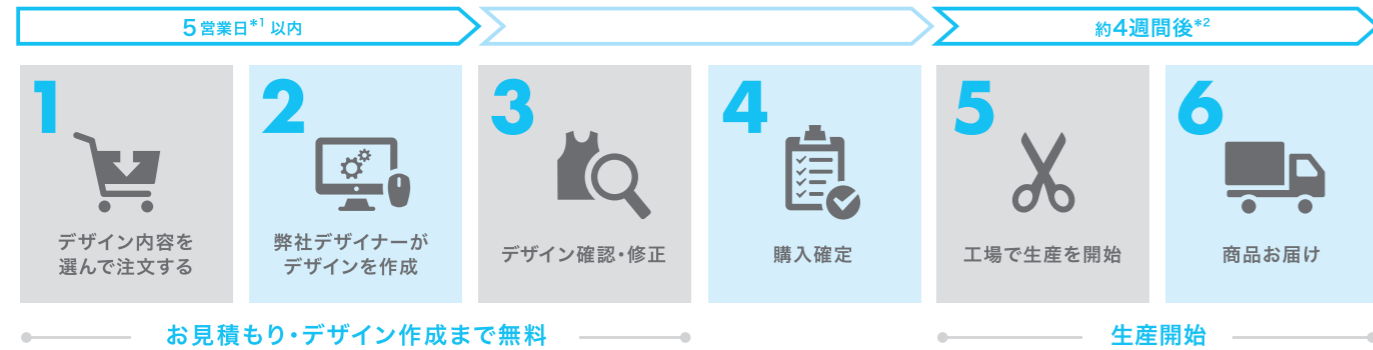 5営業日*1以内
約4週間後*2
1
デザイン内容を
選んで注文する
2
弊社デザイナーが
デザインを作成
3
デザイン確認・修正
4
購入確定
5
工場で生産を開始
6
商品お届け
お見積もり・デザイン作成まで無料
生産開始